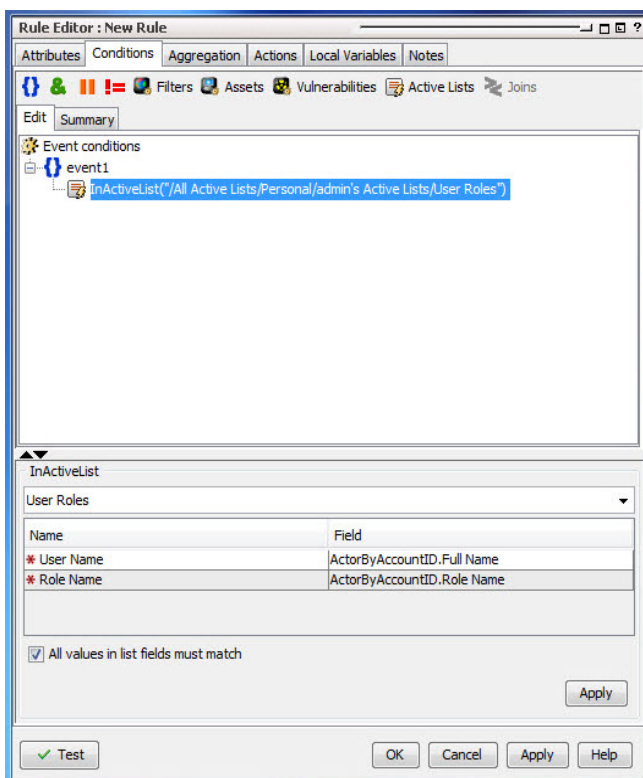 Rule Editor : New Rule
Attributes Conditions Aggregation Actions Local Variables Notes
{} & != Filters Assets Vulnerabilities Active Lists Joins
Edit Summary
Event conditions
{} event1
InActiveList("/All Active Lists/Personal/admin's Active Lists/User Roles")
InActiveList
User Roles
Name Field
* User Name ActorByAccountID.Full Name
* Role Name ActorByAccountID.Role Name
All values in list fields must match
Apply
Test OK Cancel Apply Help